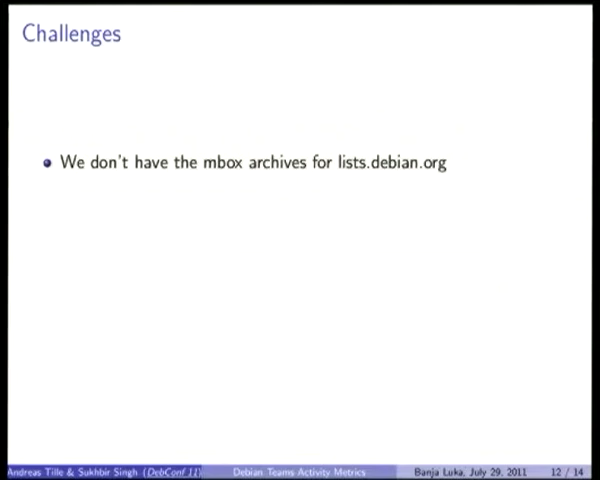 Challenges
We don't have the mbox archives for lists.debian.org
Andreas Tille & Sukhbir Singh (DebConf 11) Debian Teams Activity Metrics Banja Luka, July 29, 2011 12 / 14